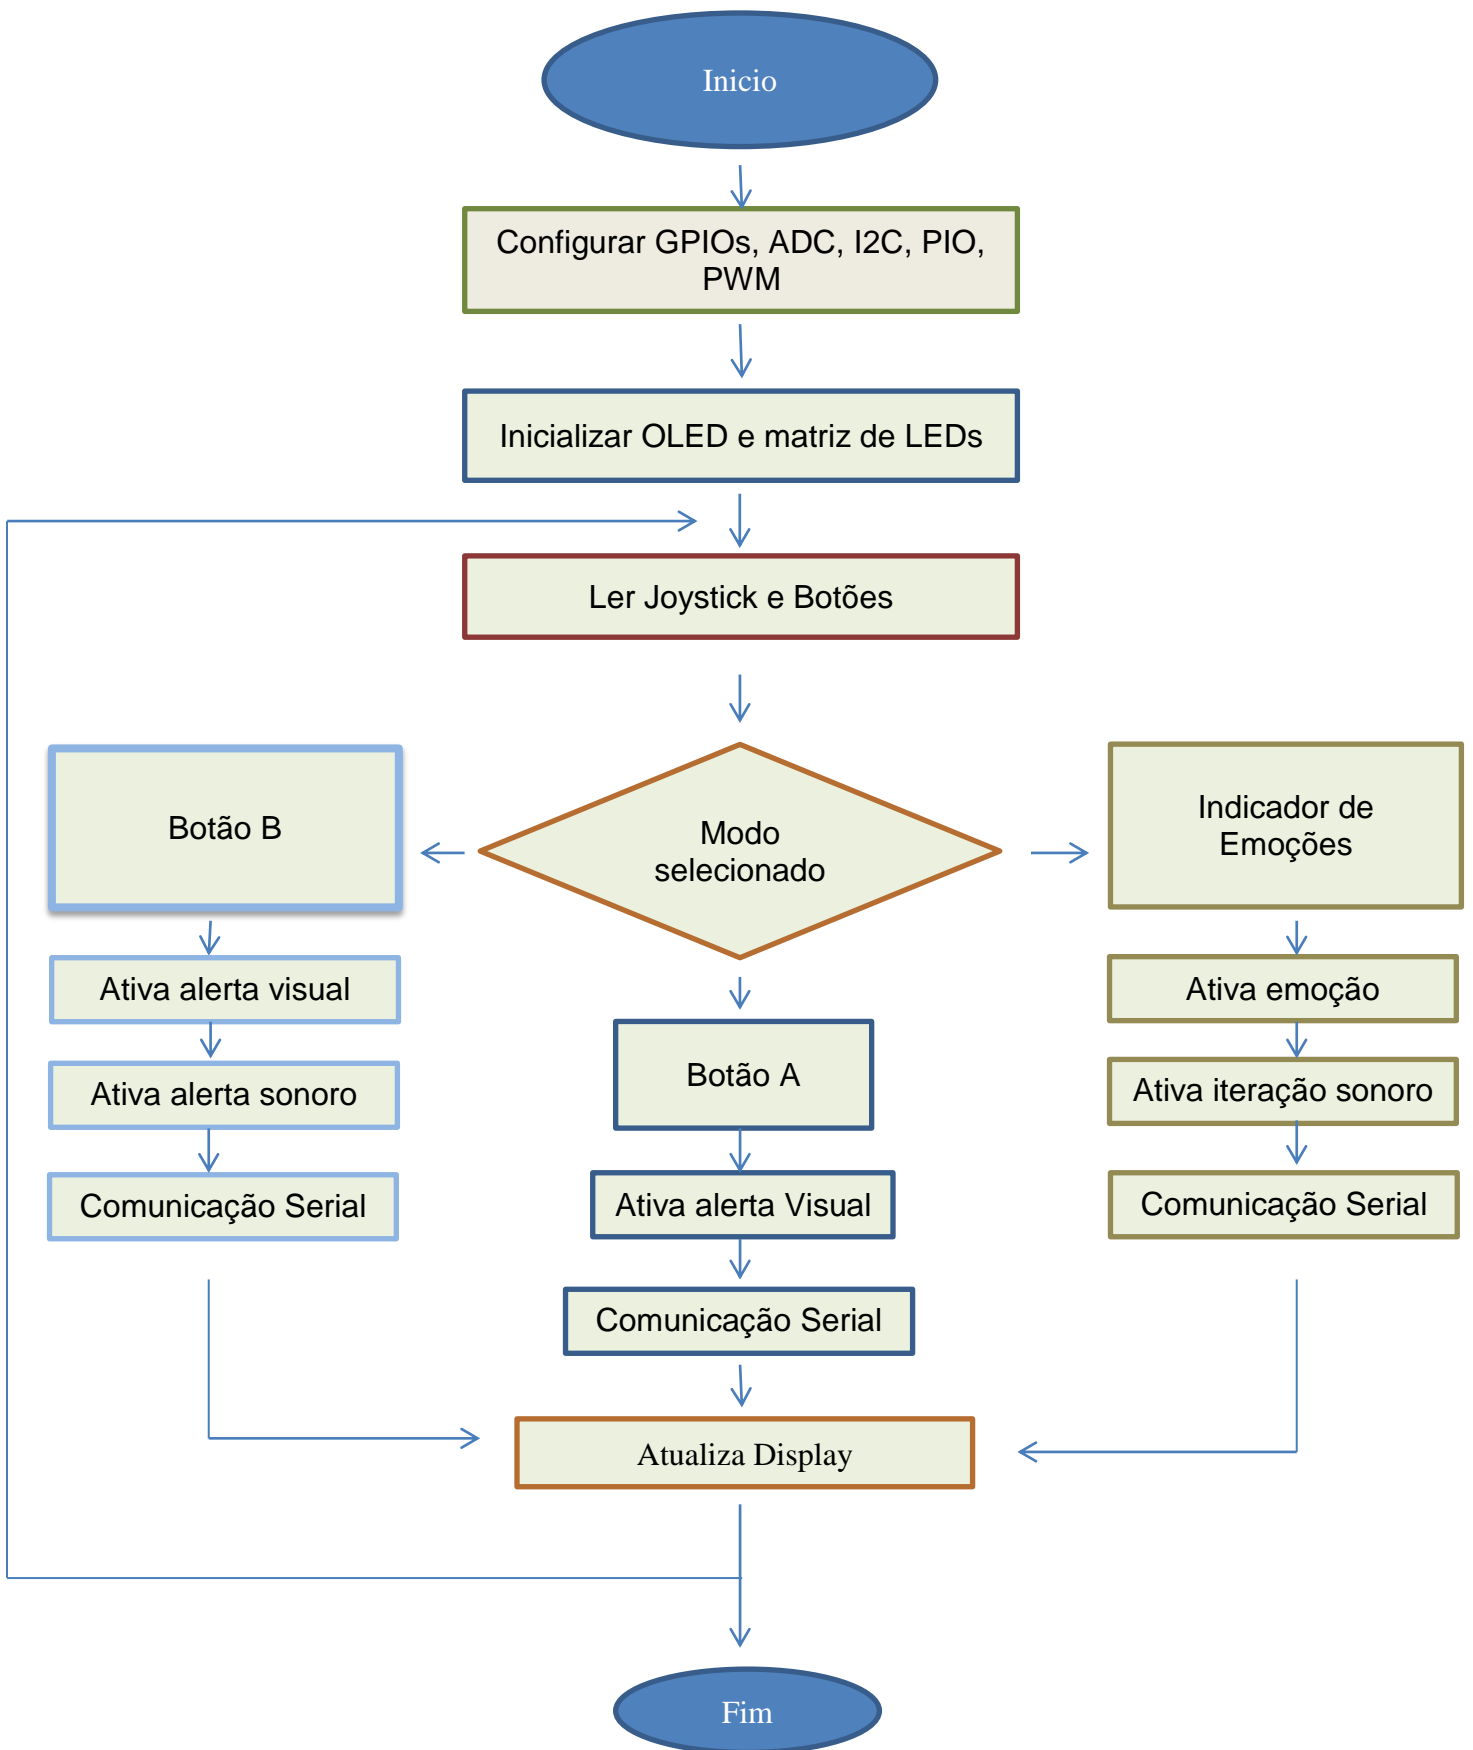 Inicio
Configurar GPIOs, ADC, I2C, PIO,
PWM
Inicializar OLED e matriz de LEDs
Ler Joystick e Botões
Modo
selecionado
Botão B
Ativa alerta visual
Ativa alerta sonoro
Comunicação Serial
Botão A
Ativa alerta Visual
Comunicação Serial
Indicador de
Emoções
Ativa emoção
Ativa iteração sonoro
Comunicação Serial
Atualiza Display
Fim